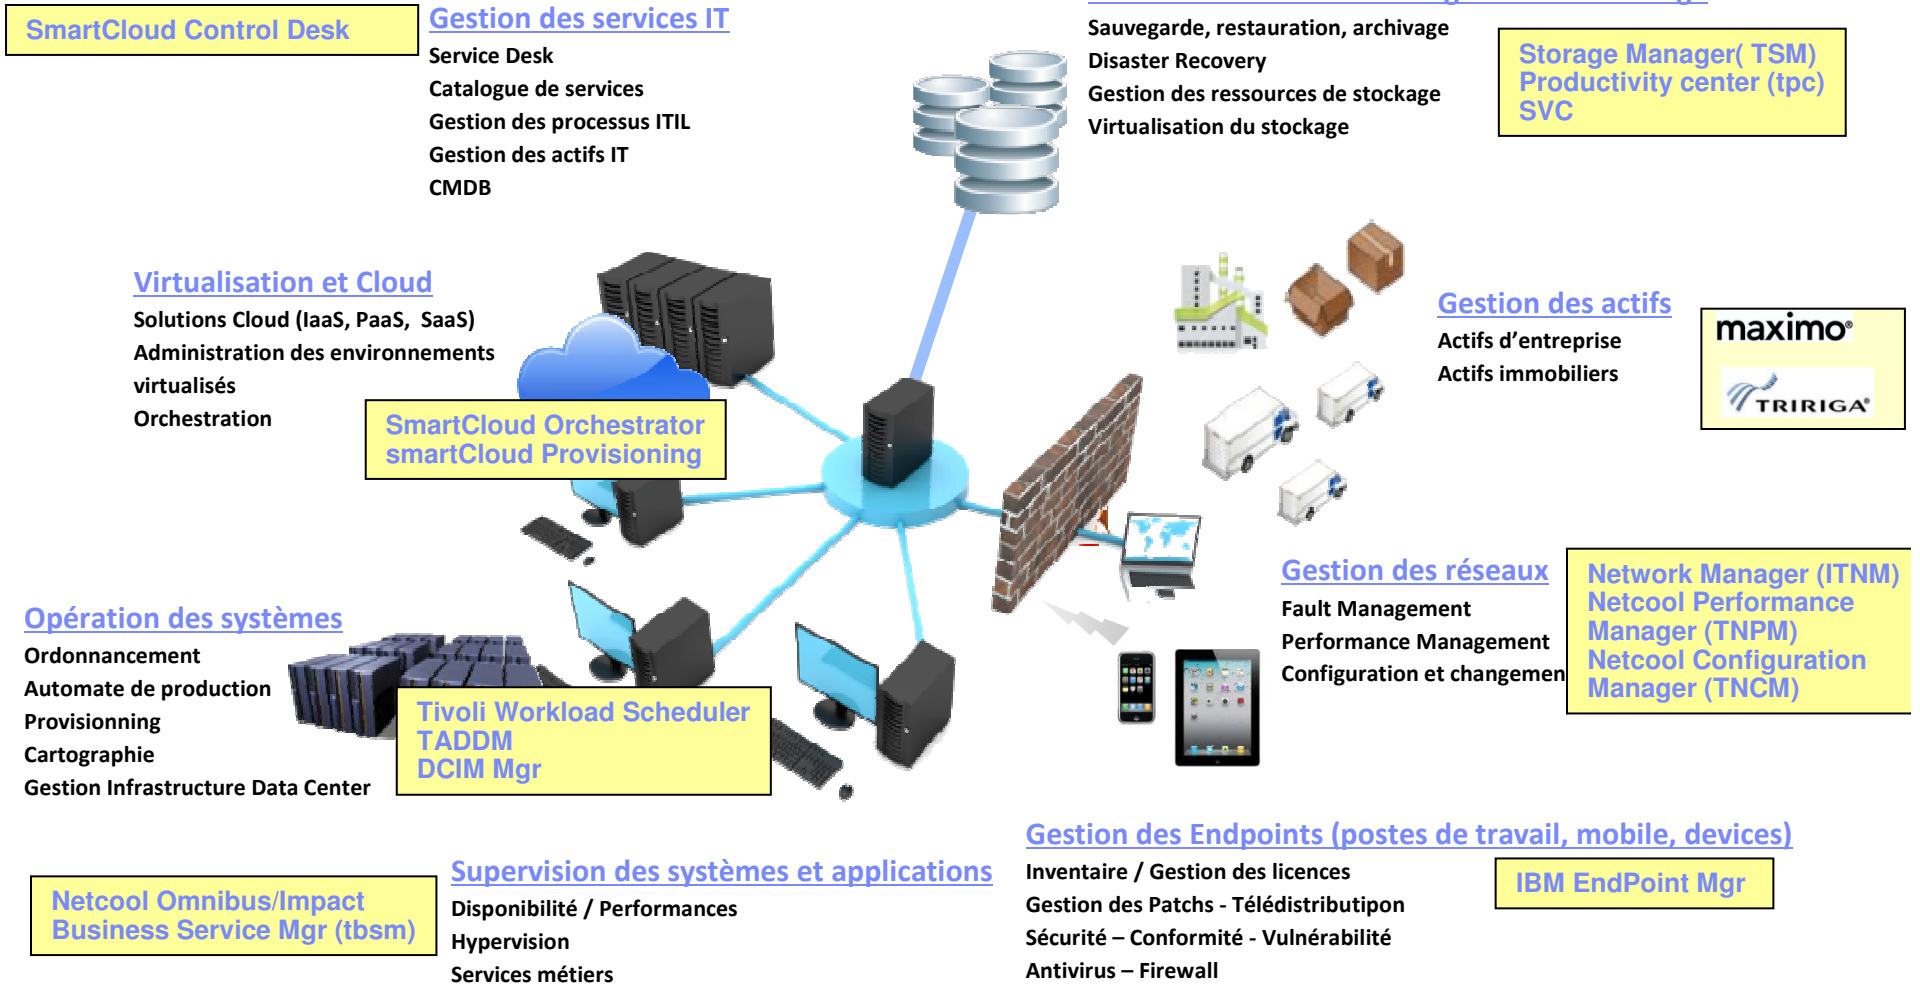 SmartCloud Control Desk
Gestion des services IT
Service Desk
Catalogue de services
Gestion des processus ITIL
Gestion des actifs IT
CMDB
Sauvegarde, restauration, archivage
Disaster Recovery
Gestion des ressources de stockage
Virtualisation du stockage
Storage Manager( TSM)
Productivity center (tpc)
SVC
Virtualisation et Cloud
Solutions Cloud (IaaS, PaaS, SaaS)
Administration des environnements
virtualisés
Orchestration
SmartCloud Orchestrator
smartCloud Provisioning
Gestion des actifs
Actifs d'entreprise
Actifs immobiliers
maximo®
TRIRIGA®
Opération des systèmes
Ordonnancement
Automate de production
Provisionning
Cartographie
Gestion Infrastructure Data Center
Tivoli Workload Scheduler
TADDM
DCIM Mgr
Gestion des réseaux
Fault Management
Performance Management
Configuration et changemen
Network Manager (ITNM)
Netcool Performance
Manager (TNPM)
Netcool Configuration
Manager (TNCM)
Netcool Omnibus/Impact
Business Service Mgr (tbsm)
Supervision des systèmes et applications
Disponibilité / Performances
Hypervision
Services métiers
Gestion des Endpoints (postes de travail, mobile, devices)
Inventaire / Gestion des licences
Gestion des Patchs - Télédistributipon
Sécurité – Conformité - Vulnérabilité
Antivirus – Firewall
IBM EndPoint Mgr